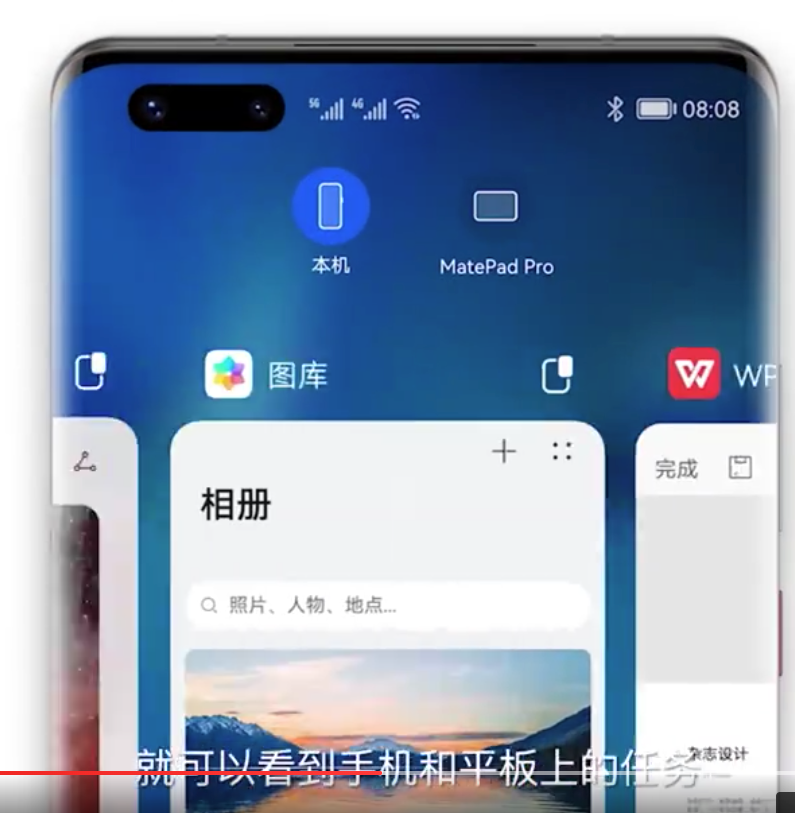 5G 4G 08:08
本机 MatePad Pro
图库 WP
相册
完成
照片、人物、地点...
就可以看到手机和平板上的任务
杂志设计